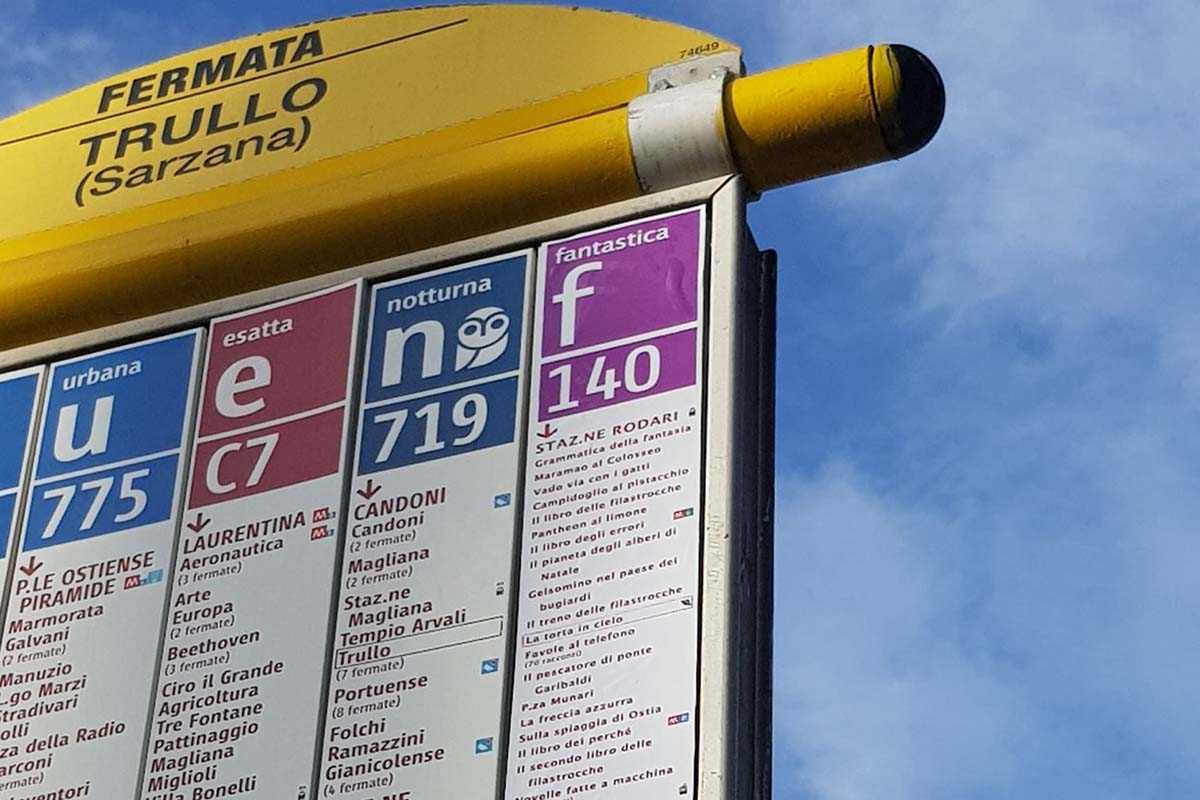 FERMATA
74649
TRULLO
(Sarzana)
urbana
u
775
P.LE OSTIENSE
PIRAMIDE
Marmorata
Galvani
(2 fermate)
Manuzio
L.go Marzi
Stradivari
della Radio
esatta
e
C7
LAURENTINA
Aeronautica
(3 fermate)
Arte
Europa
(2 fermate)
Beethoven
(3 fermate)
Ciro il Grande
Agricoltura
Tre Fontane
Pattinaggio
Magliana
Miglioli
Villa Bonelli
notturna
n
719
CANDONI
Candoni
(2 fermate)
Magliana
(2 fermate)
Staz.ne
Magliana
Tempio Arvali
Trullo
(7 fermate)
Portuense
(8 fermate)
Folchi
Ramazzini
Gianicolense
(4 fermate)
fantastica
f
140
STAZ.NE RODARI
Grammatica della fantasia
Maramao al Colosseo
Vado via con i gatti
Campidoglio al pistacchio
Il libro delle filastrocche
Pantheon al limone
Il libro degli errori
Il pianeta degli alberi di
Natale
Gelsomino nel paese dei
bugiardi
Il treno delle filastrocche
La torta in cielo
Favole al telefono
(70 racconti)
Il pescatore di ponte
Garibaldi
P.za Munari
La freccia azzurra
Sulla spiaggia di Ostia
Il libro dei perché
Il secondo libro delle
filastrocche
Novelle fatte a macchina